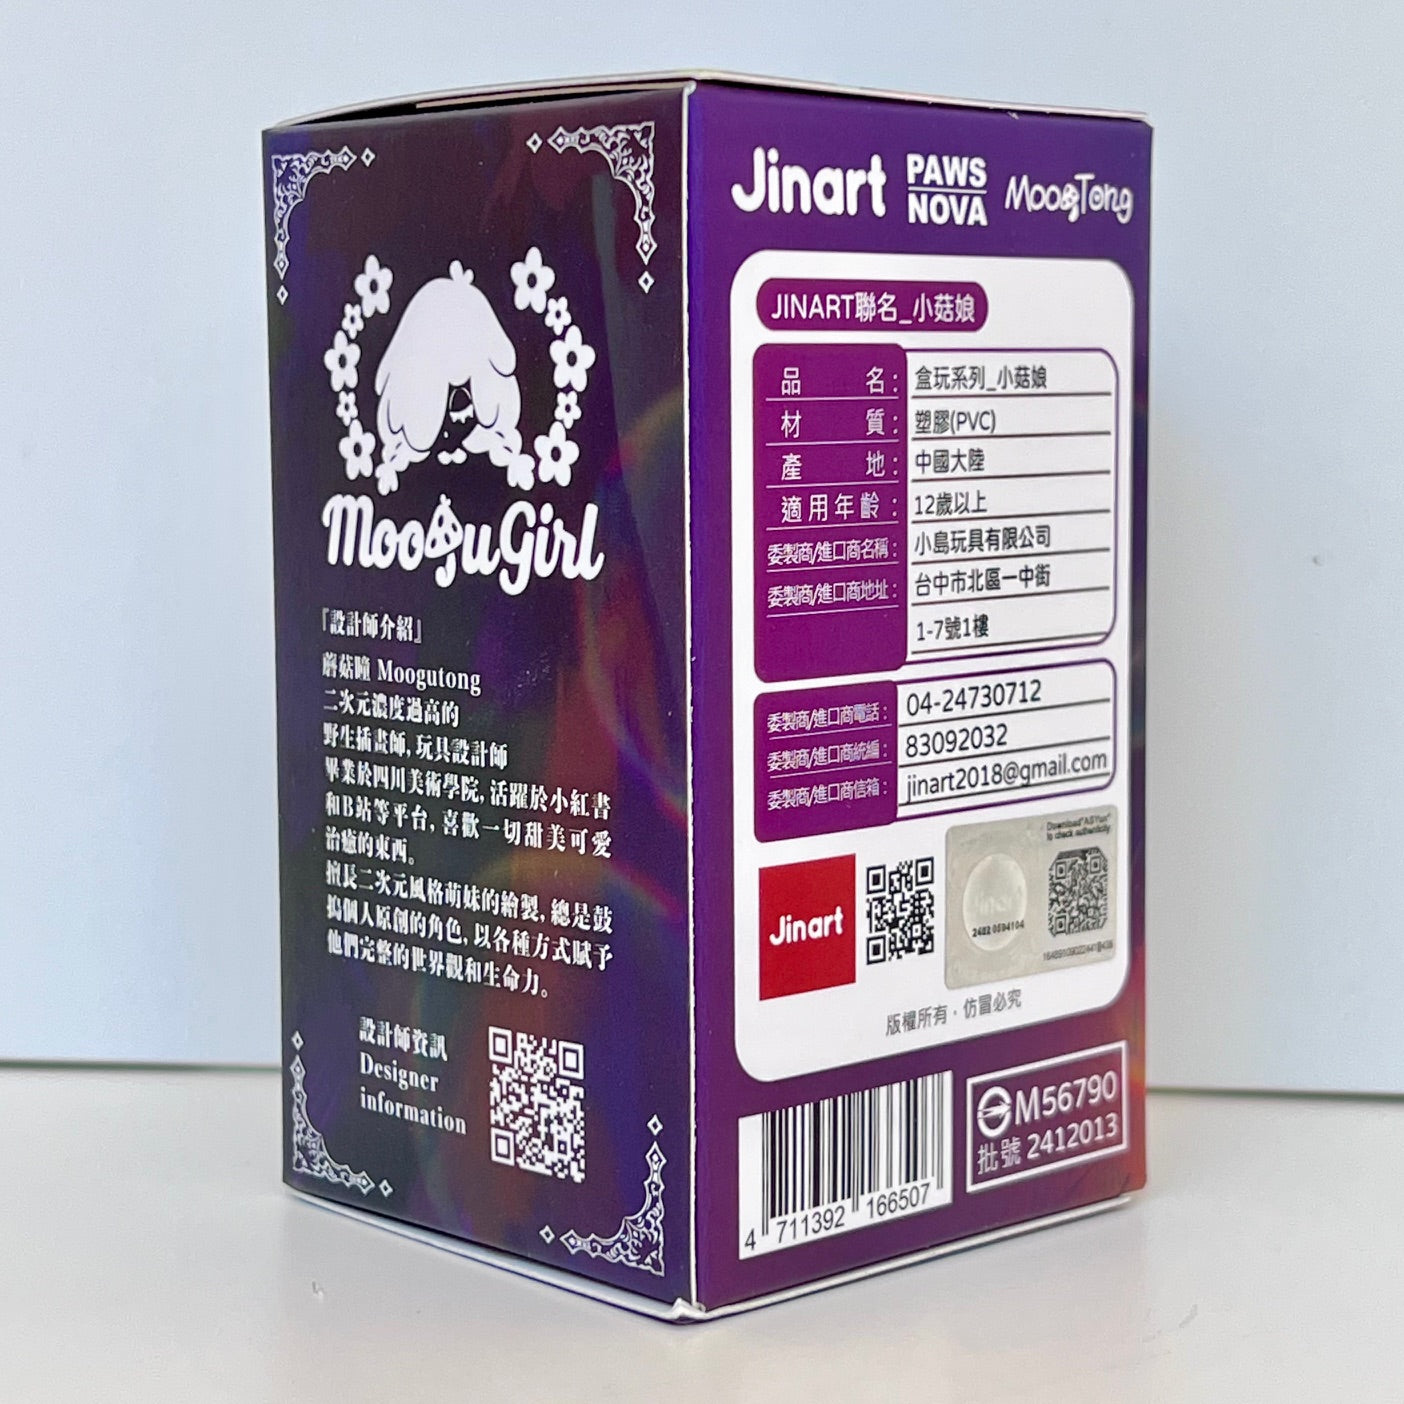 MooguGirl
『設計師介紹』
蘑菇瞳 Moogutong
二次元濃度過高的
野生插畫師,玩具設計師
畢業於四川美術學院,活躍於小紅書
和B站等平台,喜歡一切甜美可愛
治癒的東西。
擅長二次元風格萌妹的繪製,總是鼓
搗個人原創的角色,以各種方式賦予
他們完整的世界觀和生命力。
設計師資訊
Designer
information
Jinart PAWS NOVA MoogTong
JINART聯名_小菇娘
品名: 盒玩系列_小菇娘
材質: 塑膠(PVC)
產地: 中國大陸
適用年齡: 12歲以上
委製商/進口商名稱: 小島玩具有限公司
委製商/進口商地址: 台中市北區一中街
1-7號1樓
委製商/進口商電話: 04-24730712
委製商/進口商統編: 83092032
委製商/進口商信箱: jinart2018@gmail.com
Jinart
Download
to check authenticity
版權所有·仿冒必究
M56790
批號 2412013
4 711392 166507